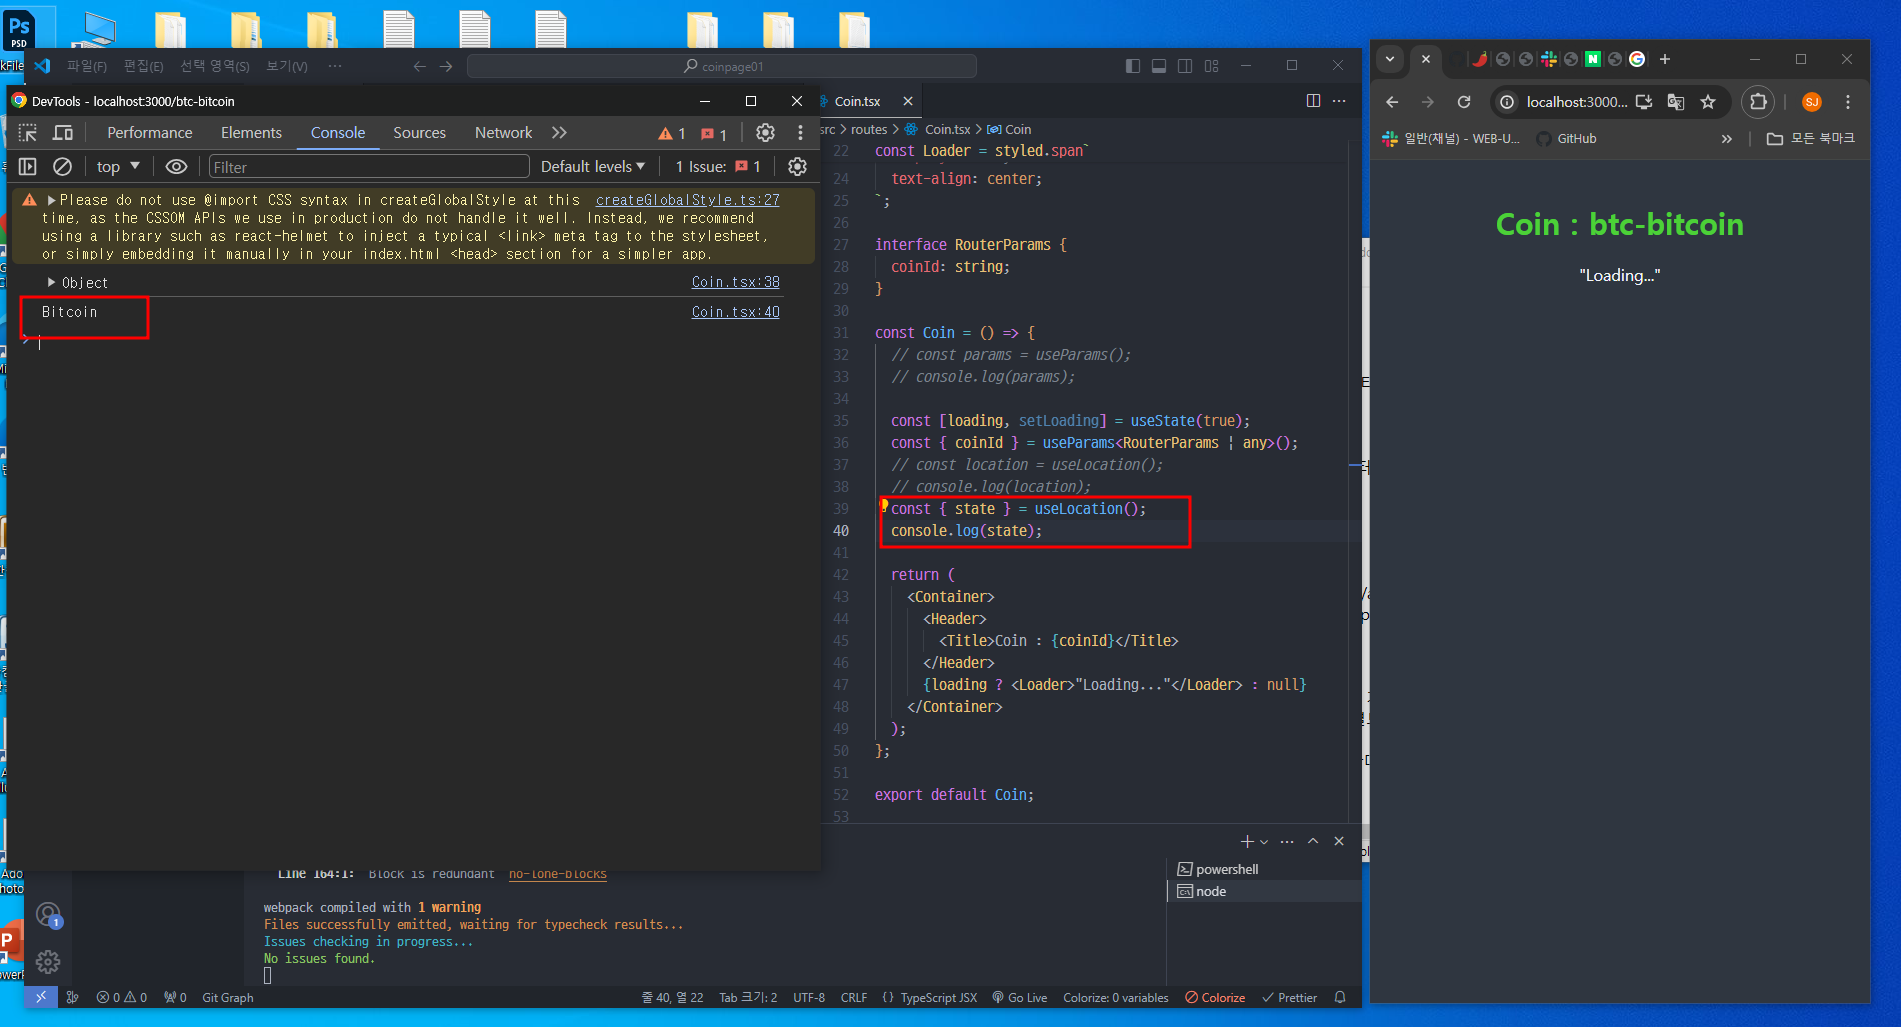 Ps
PSD
파일(F) 편집(E) 선택 영역(S) 보기(V) ···
coinpage01
DevTools - localhost:3000/btc-bitcoin
Performance Elements Console Sources Network 1 1
top Filter Default levels 1 Issue: 1
Please do not use @import CSS syntax in createGlobalStyle at this createGlobalStyle.ts:27
time, as the CSSOM APIs we use in production do not handle it well. Instead, we recommend
using a library such as react-helmet to inject a typical <link> meta tag to the stylesheet,
or simply embedding it manually in your index.html <head> section for a simpler app.
Object Coin.tsx:38
Bitcoin Coin.tsx:40
Coin.tsx
src > routes > Coin.tsx > Coin
22 const Loader = styled.span`
24 text-align: center;
25 `;
26
27 interface RouterParams {
28 coinId: string;
29 }
30
31 const Coin = () => {
32 // const params = useParams();
33 // console.log(params);
34
35 const [loading, setLoading] = useState(true);
36 const { coinId } = useParams<RouterParams | any>();
37 // const location = useLocation();
38 // console.log(location);
39 const { state } = useLocation();
40 console.log(state);
41
42 return (
43 <Container>
44 <Header>
45 <Title>Coin : {coinId}</Title>
46 </Header>
47 {loading ? <Loader>"Loading..."</Loader> : null}
48 </Container>
49 );
50 };
51
52 export default Coin;
53
powershell
node
Line 164:1: Block is redundant no-lone-blocks
webpack compiled with 1 warning
Files successfully emitted, waiting for typecheck results...
Issues checking in progress...
No issues found.
1
0 0 0 Git Graph 줄 40, 열 22 Tab 크기: 2 UTF-8 CRLF {} TypeScript JSX Go Live Colorize: 0 variables Colorize Prettier
localhost:3000... SJ
일반(채널) - WEB-U... GitHub 모든 북마크
Coin : btc-bitcoin
"Loading..."